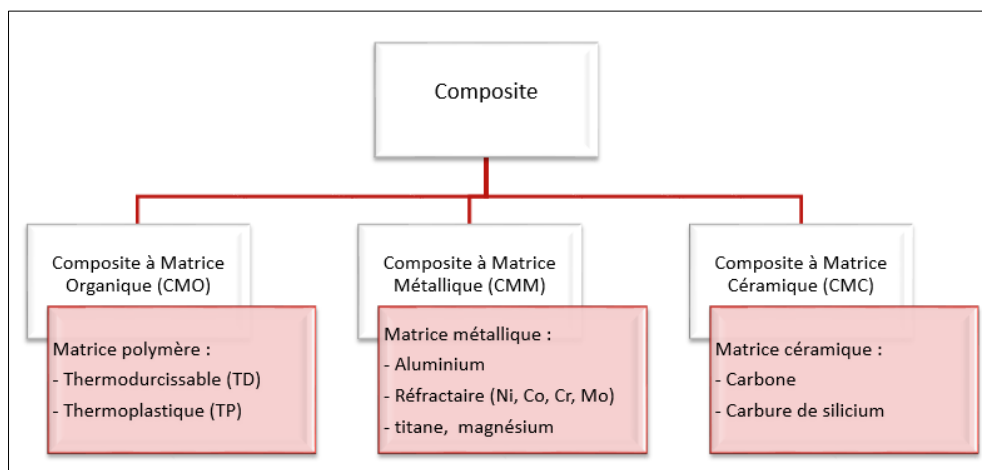 Composite
Composite à Matrice
Organique (CMO)
Matrice polymère :
- Thermodurcissable (TD)
- Thermoplastique (TP)
Composite à Matrice
Métallique (CMM)
Matrice métallique :
- Aluminium
- Réfractaire (Ni, Co, Cr, Mo)
- titane, magnésium
Composite à Matrice
Céramique (CMC)
Matrice céramique :
- Carbone
- Carbure de silicium